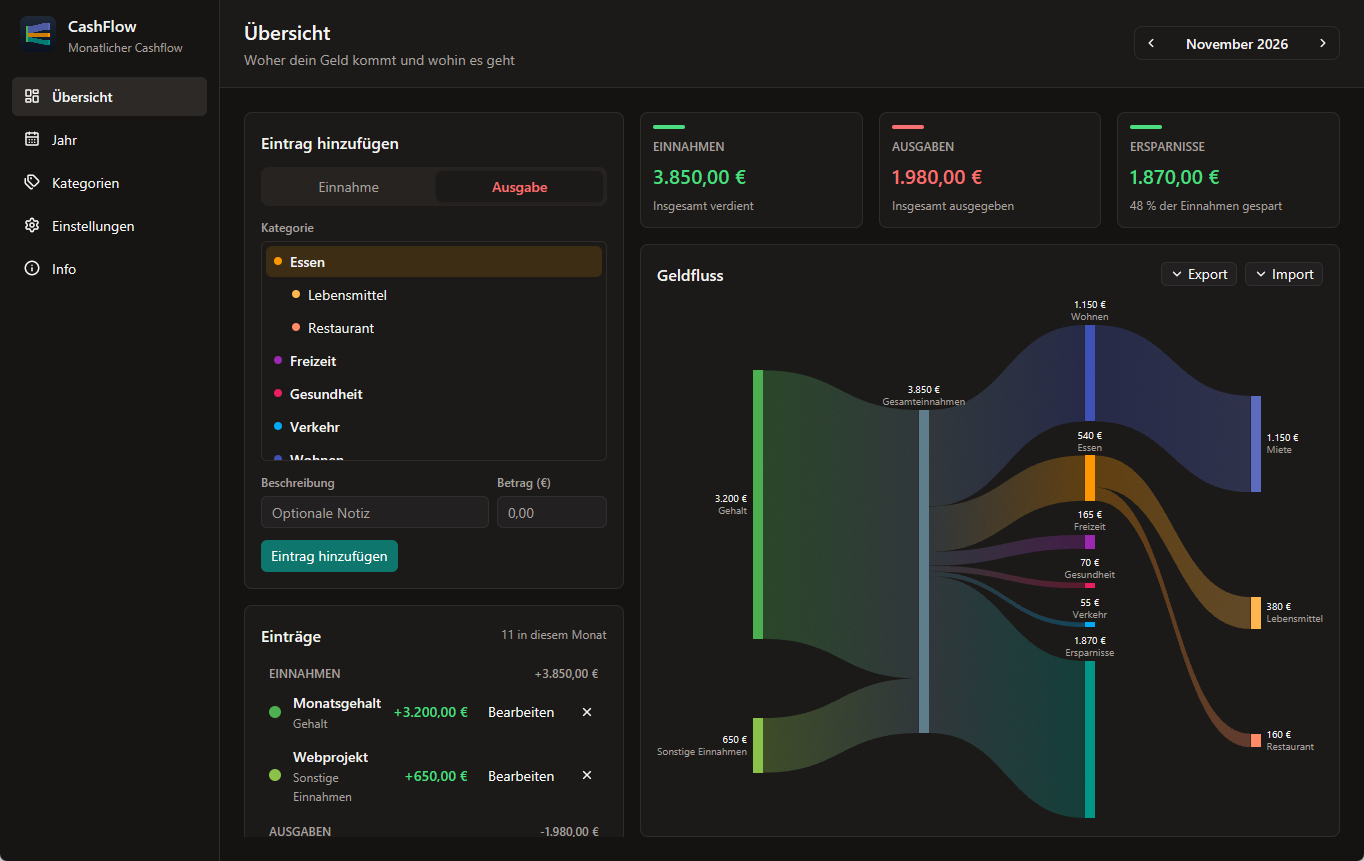 CashFlow
Monatlicher Cashflow
Übersicht
Jahr
Kategorien
Einstellungen
Info
Übersicht
Woher dein Geld kommt und wohin es geht
November 2026
Eintrag hinzufügen
Einnahme
Ausgabe
Kategorie
Essen
Lebensmittel
Restaurant
Freizeit
Gesundheit
Verkehr
Wohnen
Beschreibung
Betrag (€)
Optionale Notiz
0,00
Eintrag hinzufügen
Einträge
11 in diesem Monat
EINNAHMEN
+3.850,00 €
Monatsgehalt
Gehalt
+3.200,00 €
Bearbeiten
Webprojekt
Sonstige
Einnahmen
+650,00 €
Bearbeiten
AUSGABEN
-1.980,00 €
EINNAHMEN
3.850,00 €
Insgesamt verdient
AUSGABEN
1.980,00 €
Insgesamt ausgegeben
ERSPARNISSE
1.870,00 €
48 % der Einnahmen gespart
Geldfluss
Export
Import
3.200 €
Gehalt
650 €
Sonstige Einnahmen
3.850 €
Gesamteinnahmen
1.150 €
Wohnen
540 €
Essen
165 €
Freizeit
70 €
Gesundheit
55 €
Verkehr
1.870 €
Ersparnisse
1.150 €
Miete
380 €
Lebensmittel
160 €
Restaurant